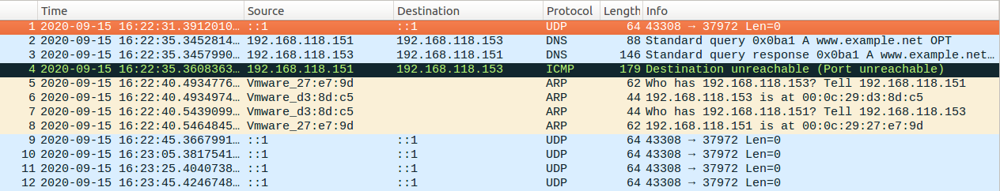 Time Source Destination Protocol Length Info
1 2020-09-15 16:22:31.3912010… ::1 ::1 UDP 64 43308 → 37972 Len=0
2 2020-09-15 16:22:35.3452814… 192.168.118.151 192.168.118.153 DNS 88 Standard query 0x0ba1 A www.example.net OPT
3 2020-09-15 16:22:35.3457990… 192.168.118.153 192.168.118.151 DNS 146 Standard query response 0x0ba1 A www.example.net…
4 2020-09-15 16:22:35.3608363… 192.168.118.151 192.168.118.153 ICMP 179 Destination unreachable (Port unreachable)
5 2020-09-15 16:22:40.4934776… Vmware_27:e7:9d ARP 62 Who has 192.168.118.153? Tell 192.168.118.151
6 2020-09-15 16:22:40.4934974… Vmware_d3:8d:c5 ARP 44 192.168.118.153 is at 00:0c:29:d3:8d:c5
7 2020-09-15 16:22:40.5439099… Vmware_d3:8d:c5 ARP 44 Who has 192.168.118.151? Tell 192.168.118.153
8 2020-09-15 16:22:40.5464845… Vmware_27:e7:9d ARP 62 192.168.118.151 is at 00:0c:29:27:e7:9d
9 2020-09-15 16:22:45.3667991… ::1 ::1 UDP 64 43308 → 37972 Len=0
10 2020-09-15 16:23:05.3817541… ::1 ::1 UDP 64 43308 → 37972 Len=0
11 2020-09-15 16:23:25.4040738… ::1 ::1 UDP 64 43308 → 37972 Len=0
12 2020-09-15 16:23:45.4246748… ::1 ::1 UDP 64 43308 → 37972 Len=0